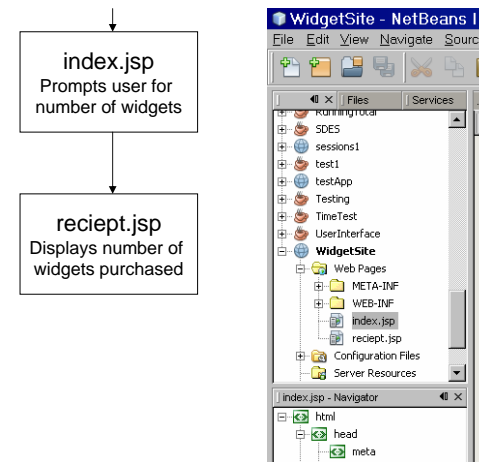 index.jsp
Prompts user for
number of widgets
reciept.jsp
Displays number of
widgets purchased
WidgetSite - NetBeans I
File Edit View Navigate Sourc
Files Services
RunningTotal
SDES
sessions1
test1
testApp
Testing
TimeTest
UserInterface
WidgetSite
Web Pages
META-INF
WEB-INF
index.jsp
reciept.jsp
Configuration Files
Server Resources
index.jsp - Navigator
html
head
meta